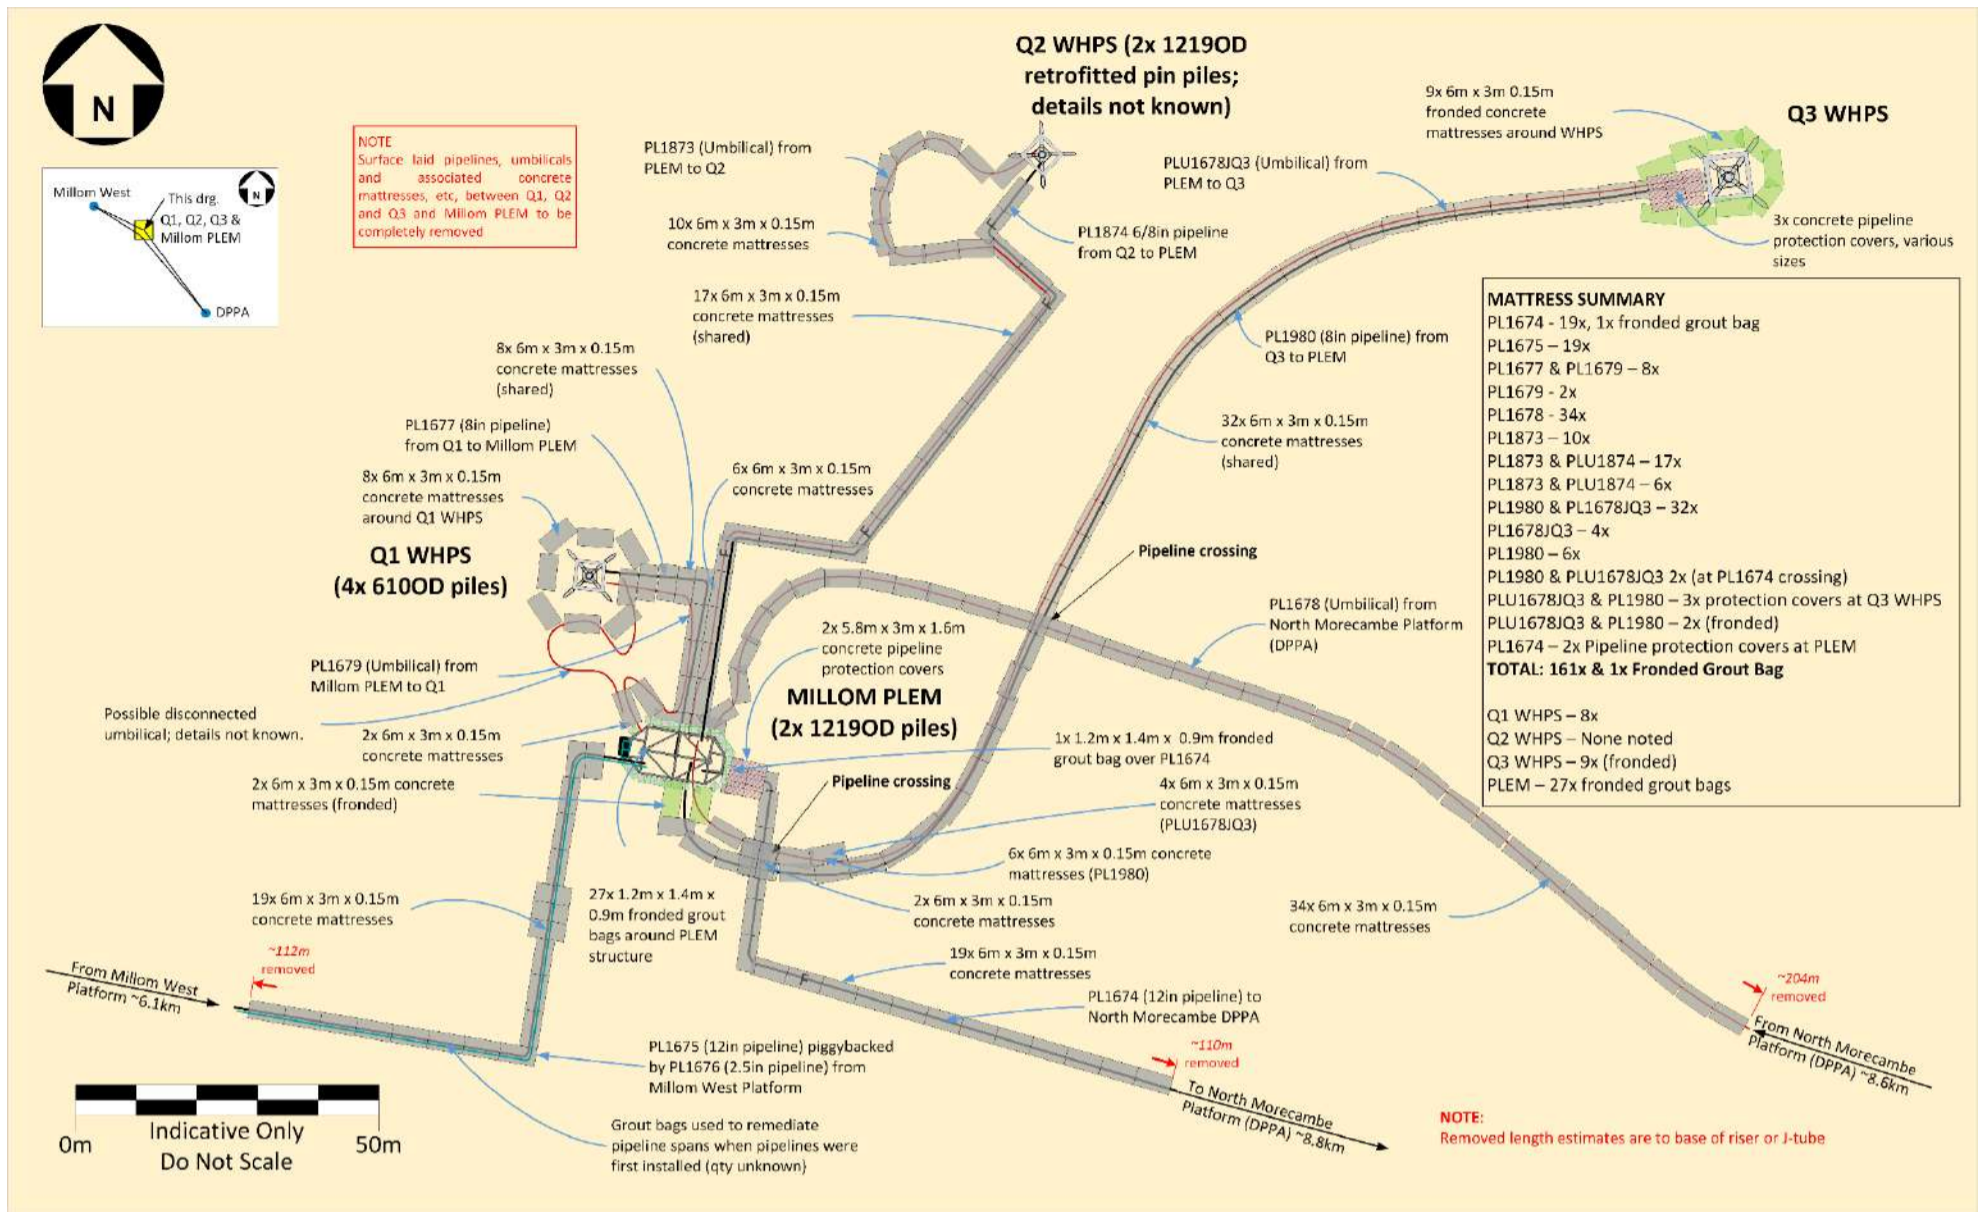 N
Millom West
This drg.
Q1, Q2, Q3 &
Millom PLEM
N
DPPA
NOTE
Surface laid pipelines, umbilicals
and associated concrete
mattresses, etc, between Q1, Q2
and Q3 and Millom PLEM to be
completely removed
Q2 WHPS (2x 1219OD
retrofitted pin piles;
details not known)
PL1873 (Umbilical) from
PLEM to Q2
10x 6m x 3m x 0.15m
concrete mattresses
17x 6m x 3m x 0.15m
concrete mattresses
(shared)
8x 6m x 3m x 0.15m
concrete mattresses
(shared)
PL1677 (8in pipeline)
from Q1 to Millom PLEM
8x 6m x 3m x 0.15m
concrete mattresses
around Q1 WHPS
6x 6m x 3m x 0.15m
concrete mattresses
Q1 WHPS
(4x 610OD piles)
PL1679 (Umbilical) from
Millom PLEM to Q1
Possible disconnected
umbilical; details not known.
2x 6m x 3m x 0.15m
concrete mattresses
2x 6m x 3m x 0.15m concrete
mattresses (fronded)
19x 6m x 3m x 0.15m
concrete mattresses
~112m
removed
From Millom West
Platform ~6.1km
27x 1.2m x 1.4m x
0.9m fronded grout
bags around PLEM
structure
PL1675 (12in pipeline) piggybacked
by PL1676 (2.5in pipeline) from
Millom West Platform
Grout bags used to remediate
pipeline spans when pipelines were
first installed (qty unknown)
0m
Indicative Only
Do Not Scale
50m
9x 6m x 3m 0.15m
fronded concrete
mattresses around WHPS
Q3 WHPS
PLU1678JQ3 (Umbilical) from
PLEM to Q3
PL1874 6/8in pipeline
from Q2 to PLEM
3x concrete pipeline
protection covers, various
sizes
PL1980 (8in pipeline) from
Q3 to PLEM
32x 6m x 3m x 0.15m
concrete mattresses
(shared)
Pipeline crossing
PL1678 (Umbilical) from
North Morecambe Platform
(DPPA)
2x 5.8m x 3m x 1.6m
concrete pipeline
protection covers
MILLOM PLEM
(2x 1219OD piles)
1x 1.2m x 1.4m x 0.9m fronded
grout bag over PL1674
Pipeline crossing
4x 6m x 3m x 0.15m
concrete mattresses
(PLU1678JQ3)
6x 6m x 3m x 0.15m concrete
mattresses (PL1980)
2x 6m x 3m x 0.15m
concrete mattresses
19x 6m x 3m x 0.15m
concrete mattresses
PL1674 (12in pipeline) to
North Morecambe DPPA
~110m
removed
To North Morecambe
Platform (DPPA) ~8.8km
34x 6m x 3m x 0.15m
concrete mattresses
~204m
removed
From North Morecambe
Platform (DPPA) ~8.6km
MATTRESS SUMMARY
PL1674 - 19x, 1x fronded grout bag
PL1675 – 19x
PL1677 & PL1679 – 8x
PL1679 - 2x
PL1678 - 34x
PL1873 – 10x
PL1873 & PLU1874 – 17x
PL1873 & PLU1874 – 6x
PL1980 & PL1678JQ3 – 32x
PL1678JQ3 – 4x
PL1980 – 6x
PL1980 & PLU1678JQ3 2x (at PL1674 crossing)
PLU1678JQ3 & PL1980 – 3x protection covers at Q3 WHPS
PLU1678JQ3 & PL1980 – 2x (fronded)
PL1674 – 2x Pipeline protection covers at PLEM
TOTAL: 161x & 1x Fronded Grout Bag
Q1 WHPS – 8x
Q2 WHPS – None noted
Q3 WHPS – 9x (fronded)
PLEM – 27x fronded grout bags
NOTE:
Removed length estimates are to base of riser or J-tube